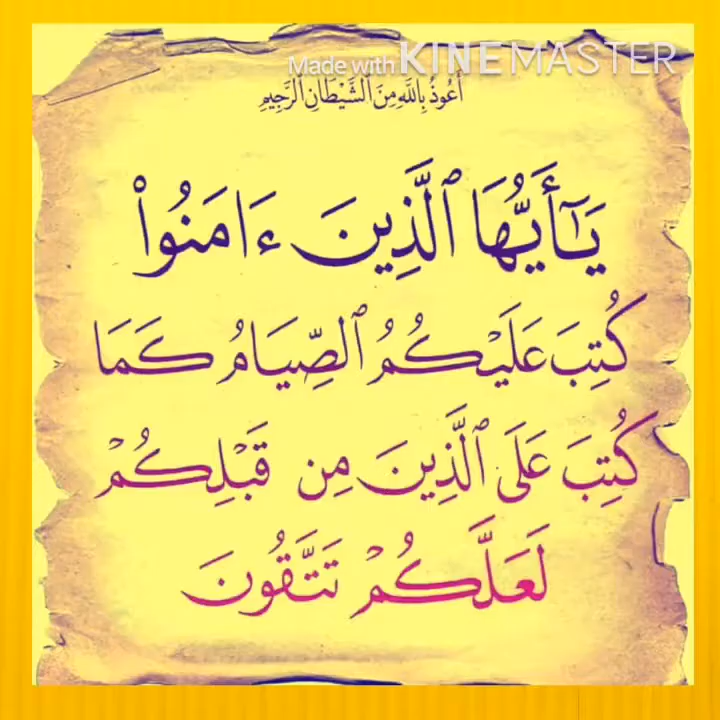 Made with KINEMASTER
أَعُوذُ بِاللَّهِ مِنَ الشَّيْطَانِ الرَّجِيمِ
يَـٰٓأَيُّهَا ٱلَّذِينَ ءَامَنُوا۟
كُتِبَ عَلَيْكُمُ ٱلصِّيَامُ كَمَا
كُتِبَ عَلَى ٱلَّذِينَ مِن قَبْلِكُمْ
لَعَلَّكُمْ تَتَّقُونَ